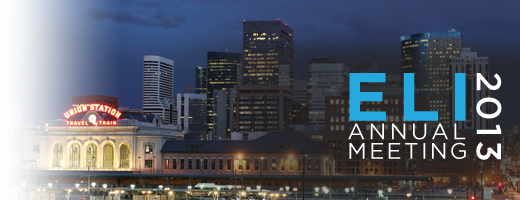 UNION STATION
TRAVEL by TRAIN
ELI
ANNUAL
MEETING
2013